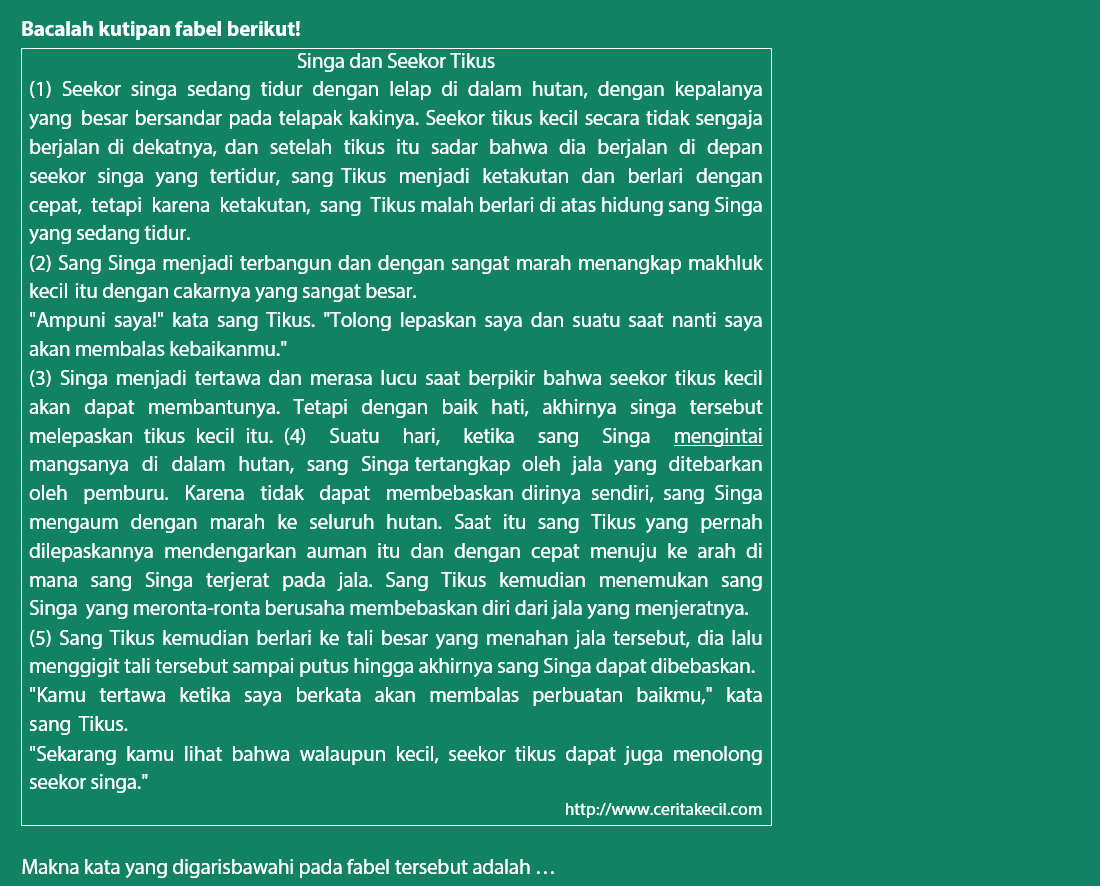 Bacalah kutipan fabel berikut!
Singa dan Seekor Tikus
(1) Seekor singa sedang tidur dengan lelap di dalam hutan, dengan kepalanya
yang besar bersandar pada telapak kakinya. Seekor tikus kecil secara tidak sengaja
berjalan di dekatnya, dan setelah tikus itu sadar bahwa dia berjalan di depan
seekor singa yang tertidur, sang Tikus menjadi ketakutan dan berlari dengan
cepat, tetapi karena ketakutan, sang Tikus malah berlari di atas hidung sang Singa
yang sedang tidur.
(2) Sang Singa menjadi terbangun dan dengan sangat marah menangkap makhluk
kecil itu dengan cakarnya yang sangat besar.
"Ampuni saya!" kata sang Tikus. "Tolong lepaskan saya dan suatu saat nanti saya
akan membalas kebaikanmu."
(3) Singa menjadi tertawa dan merasa lucu saat berpikir bahwa seekor tikus kecil
akan dapat membantunya. Tetapi dengan baik hati, akhirnya singa tersebut
melepaskan tikus kecil itu. (4) Suatu hari, ketika sang Singa mengintai
mangsanya di dalam hutan, sang Singa tertangkap oleh jala yang ditebarkan
oleh pemburu. Karena tidak dapat membebaskan dirinya sendiri, sang Singa
mengaum dengan marah ke seluruh hutan. Saat itu sang Tikus yang pernah
dilepaskannya mendengarkan auman itu dan dengan cepat menuju ke arah di
mana sang Singa terjerat pada jala. Sang Tikus kemudian menemukan sang
Singa yang meronta-ronta berusaha membebaskan diri dari jala yang menjeratnya.
(5) Sang Tikus kemudian berlari ke tali besar yang menahan jala tersebut, dia lalu
menggigit tali tersebut sampai putus hingga akhirnya sang Singa dapat dibebaskan.
"Kamu tertawa ketika saya berkata akan membalas perbuatan baikmu," kata
sang Tikus.
"Sekarang kamu lihat bahwa walaupun kecil, seekor tikus dapat juga menolong
seekor singa."
http://www.ceritakecil.com
Makna kata yang digarisbawahi pada fabel tersebut adalah …